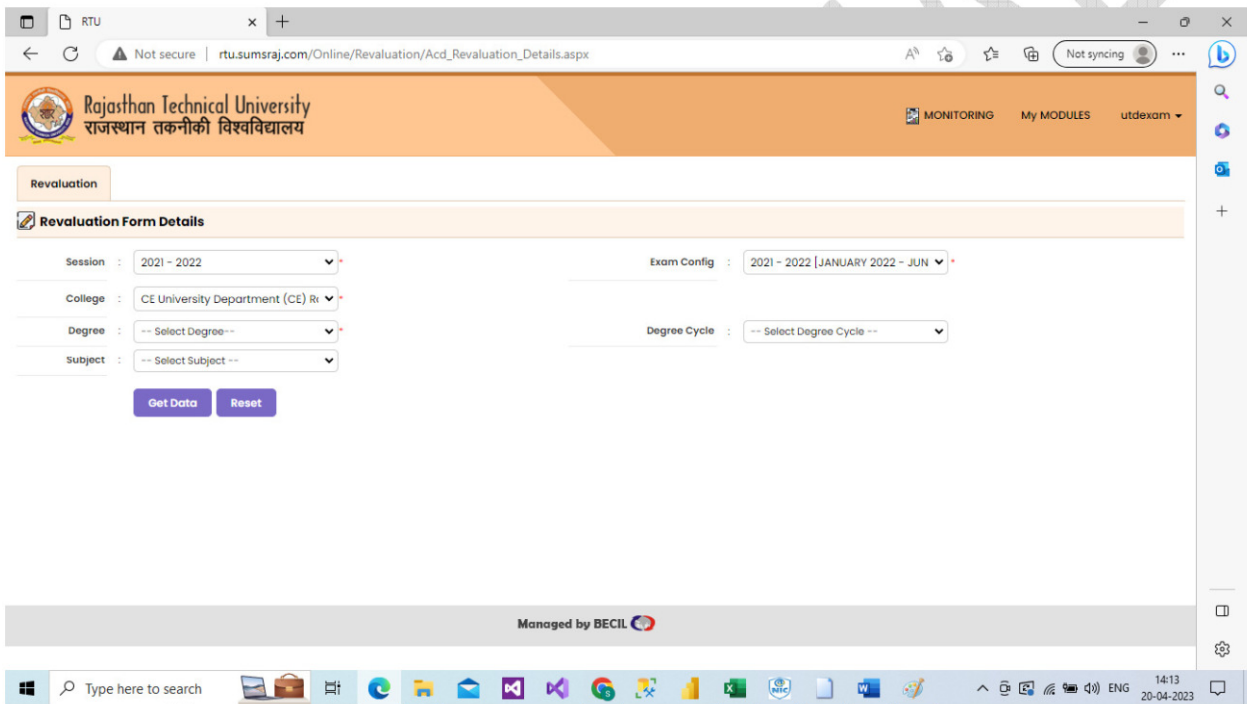 RTU
Not secure | rtu.sumsraj.com/Online/Revaluation/Acd_Revaluation_Details.aspx
Not syncing
Rajasthan Technical University
राजस्थान तकनीकी विश्वविद्यालय
MONITORING My MODULES utdexam
Revaluation
Revaluation Form Details
Session : 2021 - 2022 * Exam Config : 2021 - 2022 [JANUARY 2022 - JUN *
College : CE University Department (CE) R *
Degree : -- Select Degree-- * Degree Cycle : -- Select Degree Cycle --
Subject : -- Select Subject --
Get Data Reset
Managed by BECIL
Type here to search
ENG
14:13
20-04-2023